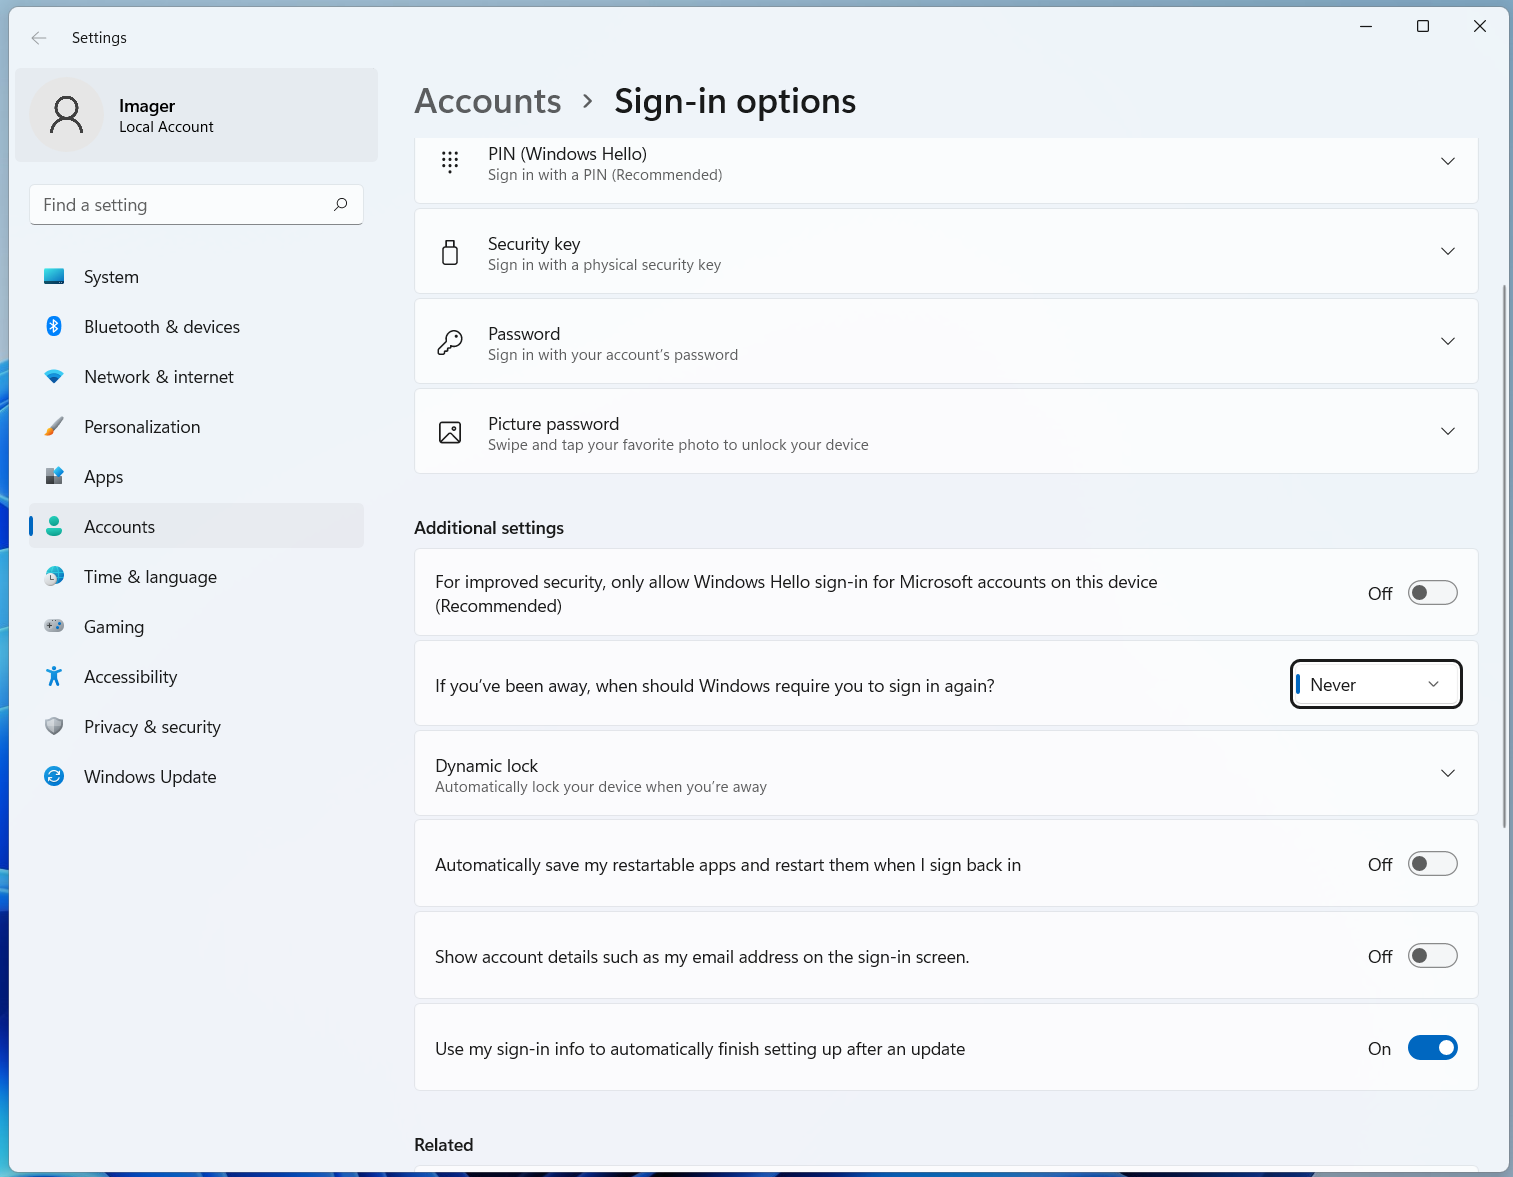 Settings
Imager
Local Account
Find a setting
System
Bluetooth & devices
Network & internet
Personalization
Apps
Accounts
Time & language
Gaming
Accessibility
Privacy & security
Windows Update
Accounts > Sign-in options
PIN (Windows Hello)
Sign in with a PIN (Recommended)
Security key
Sign in with a physical security key
Password
Sign in with your account's password
Picture password
Swipe and tap your favorite photo to unlock your device
Additional settings
For improved security, only allow Windows Hello sign-in for Microsoft accounts on this device
(Recommended)
Off
If you've been away, when should Windows require you to sign in again?
Never
Dynamic lock
Automatically lock your device when you're away
Automatically save my restartable apps and restart them when I sign back in
Off
Show account details such as my email address on the sign-in screen.
Off
Use my sign-in info to automatically finish setting up after an update
On
Related